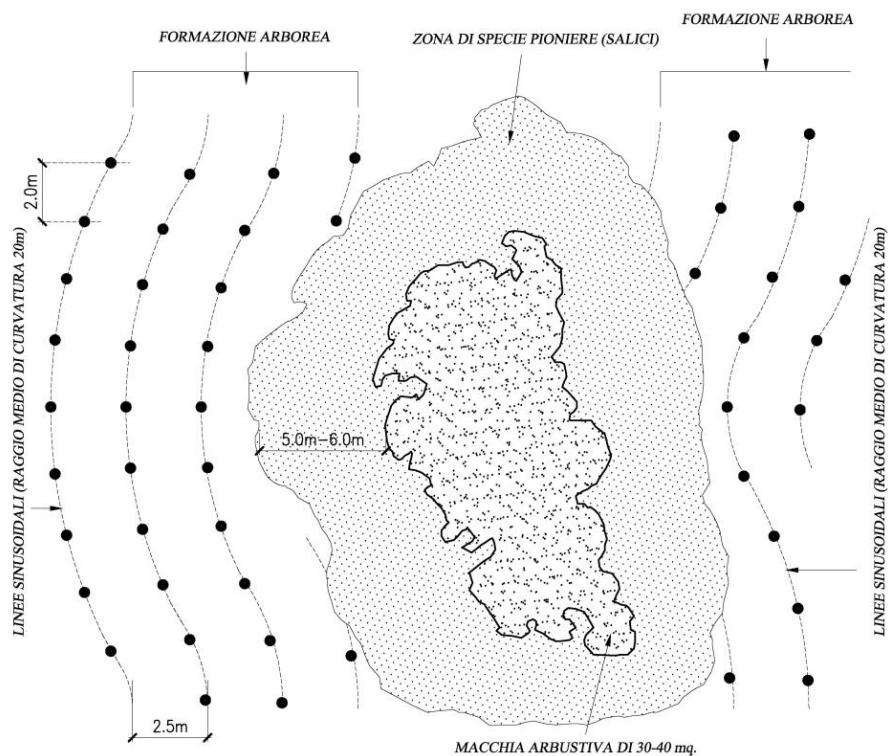 FORMAZIONE ARBOREA
ZONA DI SPECIE PIONIERE (SALICI)
FORMAZIONE ARBOREA
2.0m
LINEE SINUSOIDALI (RAGGIO MEDIO DI CURVATURA 20m)
LINEE SINUSOIDALI (RAGGIO MEDIO DI CURVATURA 20m)
5.0m-6.0m
2.5m
MACCHIA ARBUSTIVA DI 30-40 mq.